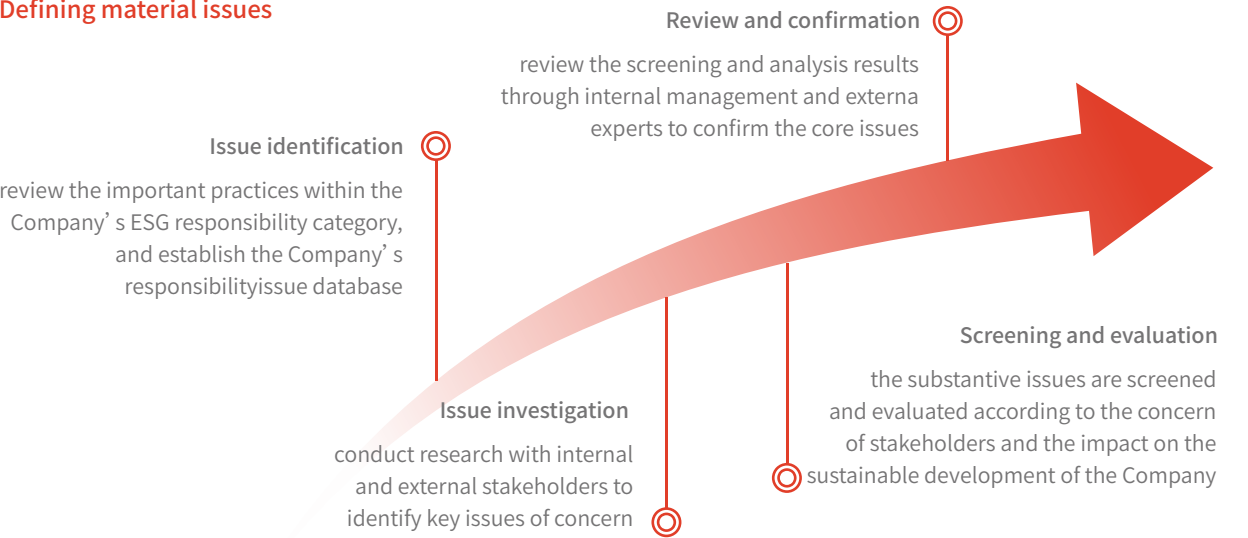 Defining material issues
Issue identification
review the important practices within the
Company’ s ESG responsibility category,
and establish the Company’ s
responsibilityissue database
Issue investigation
conduct research with internal
and external stakeholders to
identify key issues of concern
Screening and evaluation
the substantive issues are screened
and evaluated according to the concern
of stakeholders and the impact on the
sustainable development of the Company
Review and confirmation
review the screening and analysis results
through internal management and externa
experts to confirm the core issues